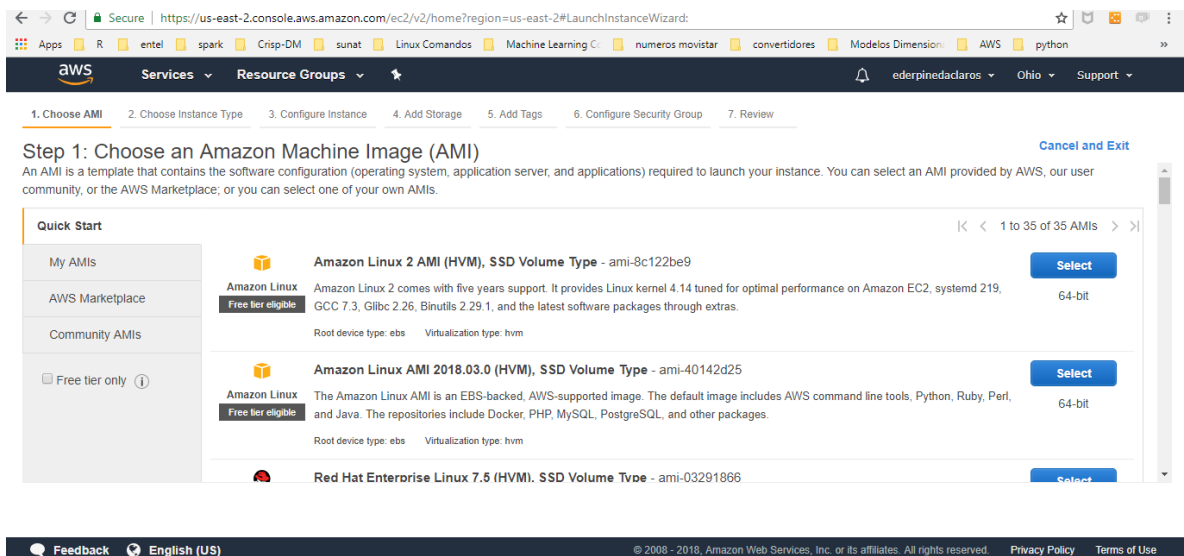 Secure | https://us-east-2.console.aws.amazon.com/ec2/v2/home?region=us-east-2#LaunchInstanceWizard:
Apps R entel spark Crisp-DM sunat Linux Comandos Machine Learning Co numeros movistar convertidores Modelos Dimension AWS python »
aws Services Resource Groups ederpinedaclaros Ohio Support
1. Choose AMI 2. Choose Instance Type 3. Configure Instance 4. Add Storage 5. Add Tags 6. Configure Security Group 7. Review
Step 1: Choose an Amazon Machine Image (AMI) Cancel and Exit
An AMI is a template that contains the software configuration (operating system, application server, and applications) required to launch your instance. You can select an AMI provided by AWS, our user
community, or the AWS Marketplace; or you can select one of your own AMIs.
Quick Start 1 to 35 of 35 AMIs
My AMIs
AWS Marketplace
Community AMIs
Free tier only
Amazon Linux 2 AMI (HVM), SSD Volume Type - ami-8c122be9 Select
Amazon Linux
Free tier eligible
Amazon Linux 2 comes with five years support. It provides Linux kernel 4.14 tuned for optimal performance on Amazon EC2, systemd 219,
GCC 7.3, Glibc 2.26, Binutils 2.29.1, and the latest software packages through extras.
64-bit
Root device type: ebs Virtualization type: hvm
Amazon Linux AMI 2018.03.0 (HVM), SSD Volume Type - ami-40142d25 Select
Amazon Linux
Free tier eligible
The Amazon Linux AMI is an EBS-backed, AWS-supported image. The default image includes AWS command line tools, Python, Ruby, Perl,
and Java. The repositories include Docker, PHP, MySQL, PostgreSQL, and other packages.
64-bit
Root device type: ebs Virtualization type: hvm
Red Hat Enterprise Linux 7.5 (HVM), SSD Volume Type - ami-03291866 Select
Feedback English (US) © 2008 - 2018, Amazon Web Services, Inc. or its affiliates. All rights reserved. Privacy Policy Terms of Use